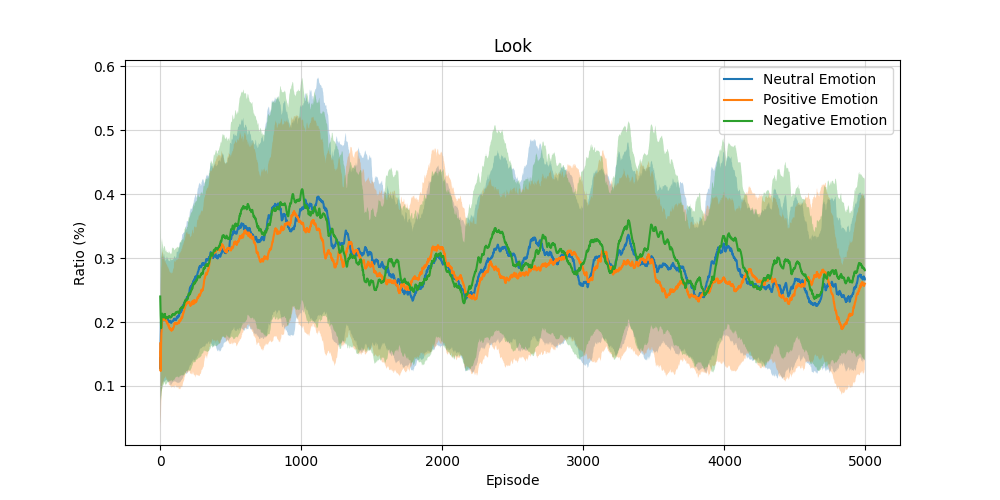 Look
0.6
0.5
0.4
0.3
0.2
0.1
Ratio (%)
Neutral Emotion
Positive Emotion
Negative Emotion
0 1000 2000 3000 4000 5000
Episode